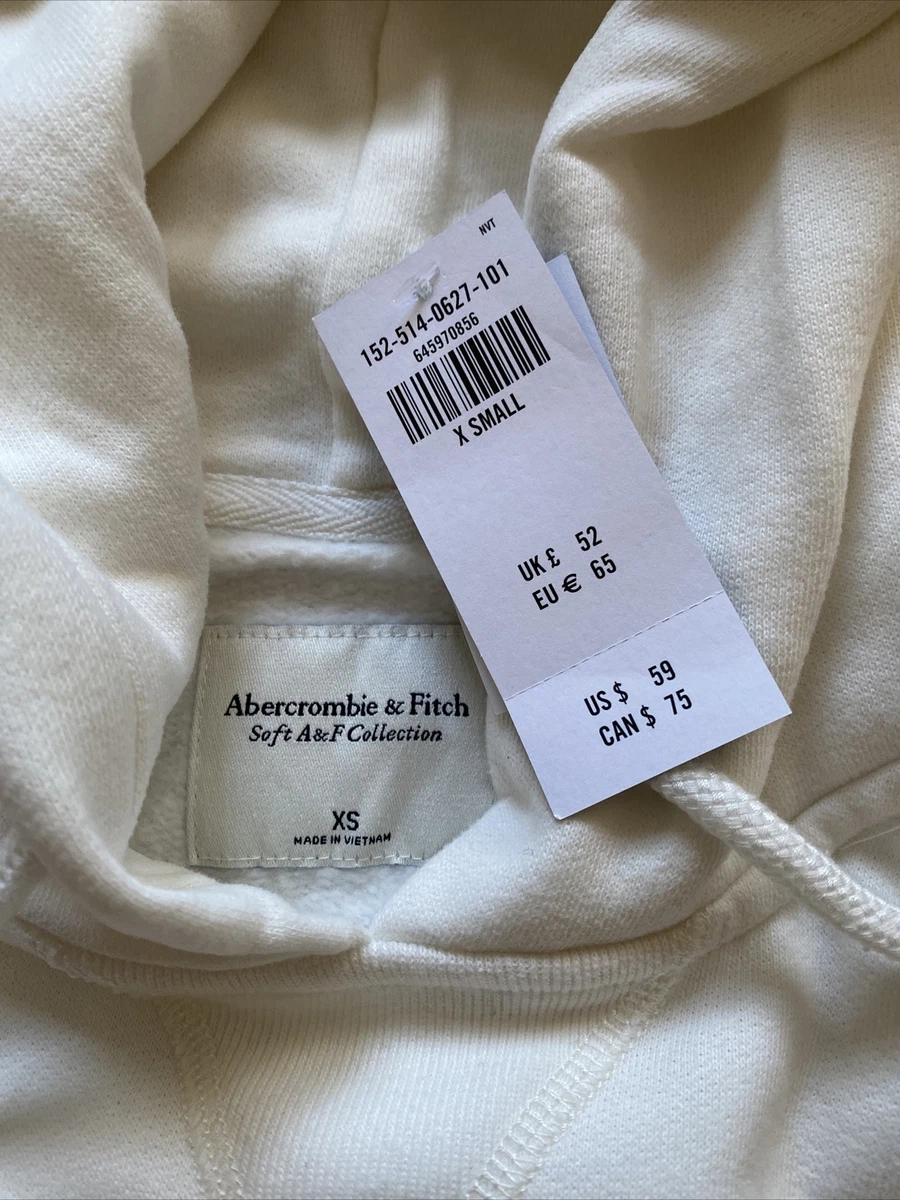 NVT
152-514-0627-101
645970856
X SMALL
UK £ 52
EU € 65
US $ 59
CAN $ 75
Abercrombie & Fitch
Soft A&F Collection
XS
MADE IN VIETNAM